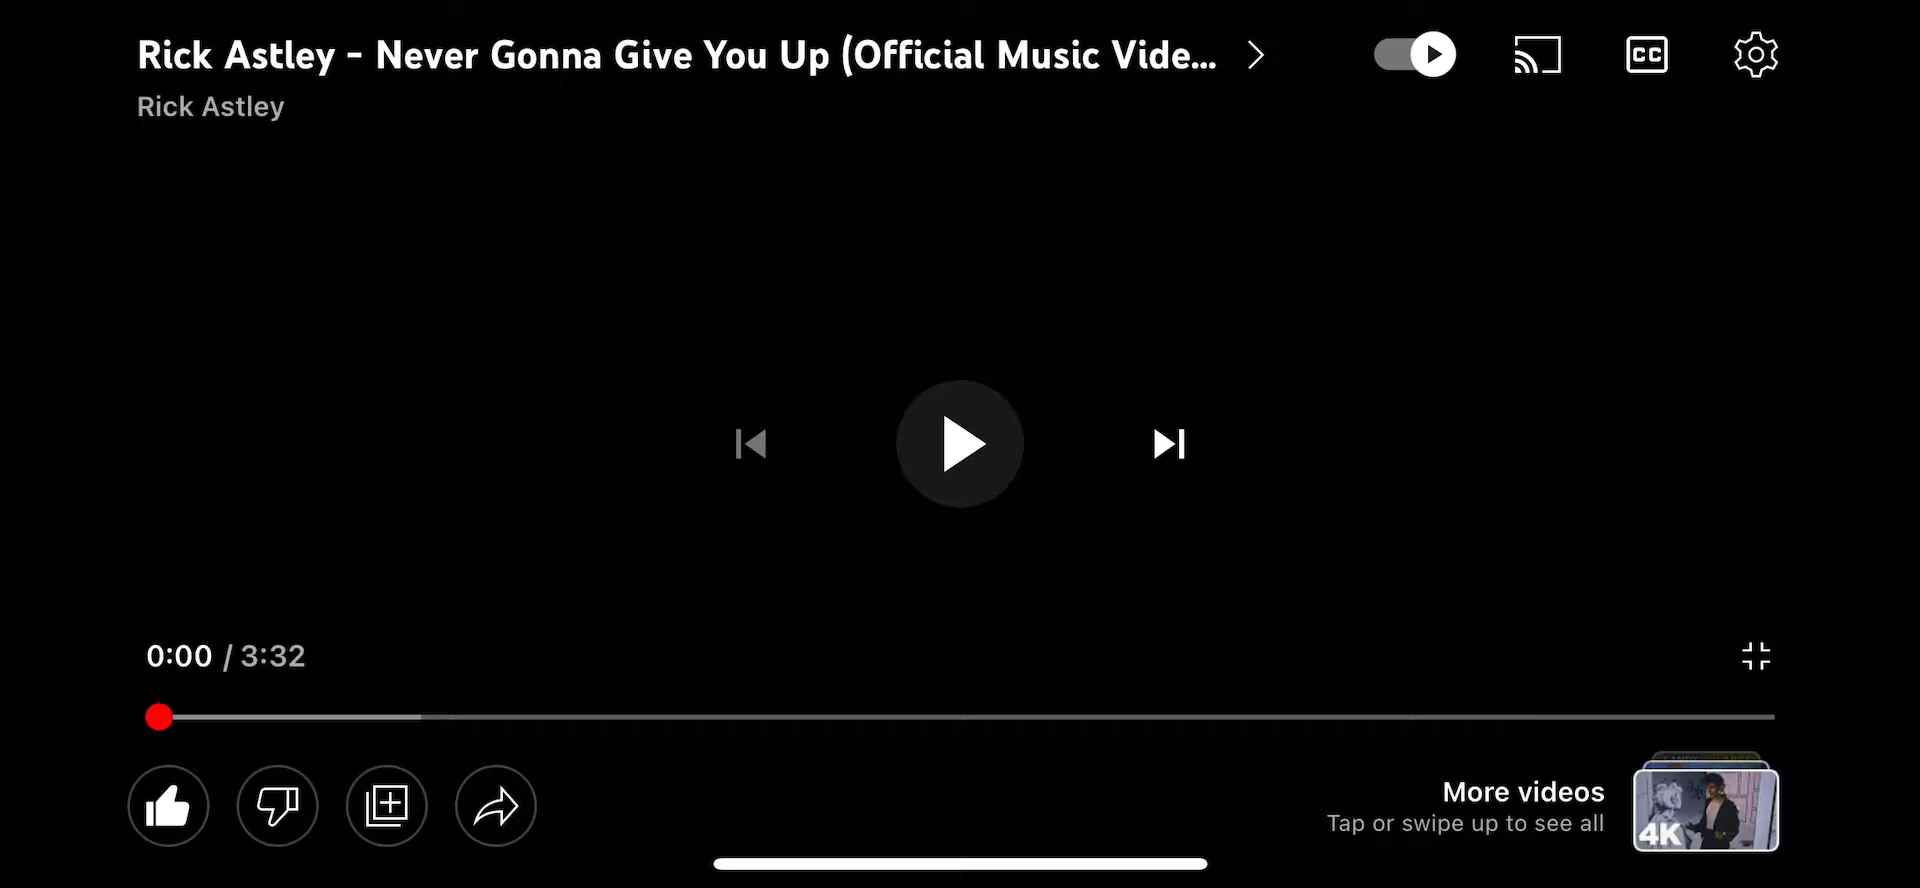 Rick Astley - Never Gonna Give You Up (Official Music Vide...
Rick Astley
CC
0:00 / 3:32
More videos
Tap or swipe up to see all
4K